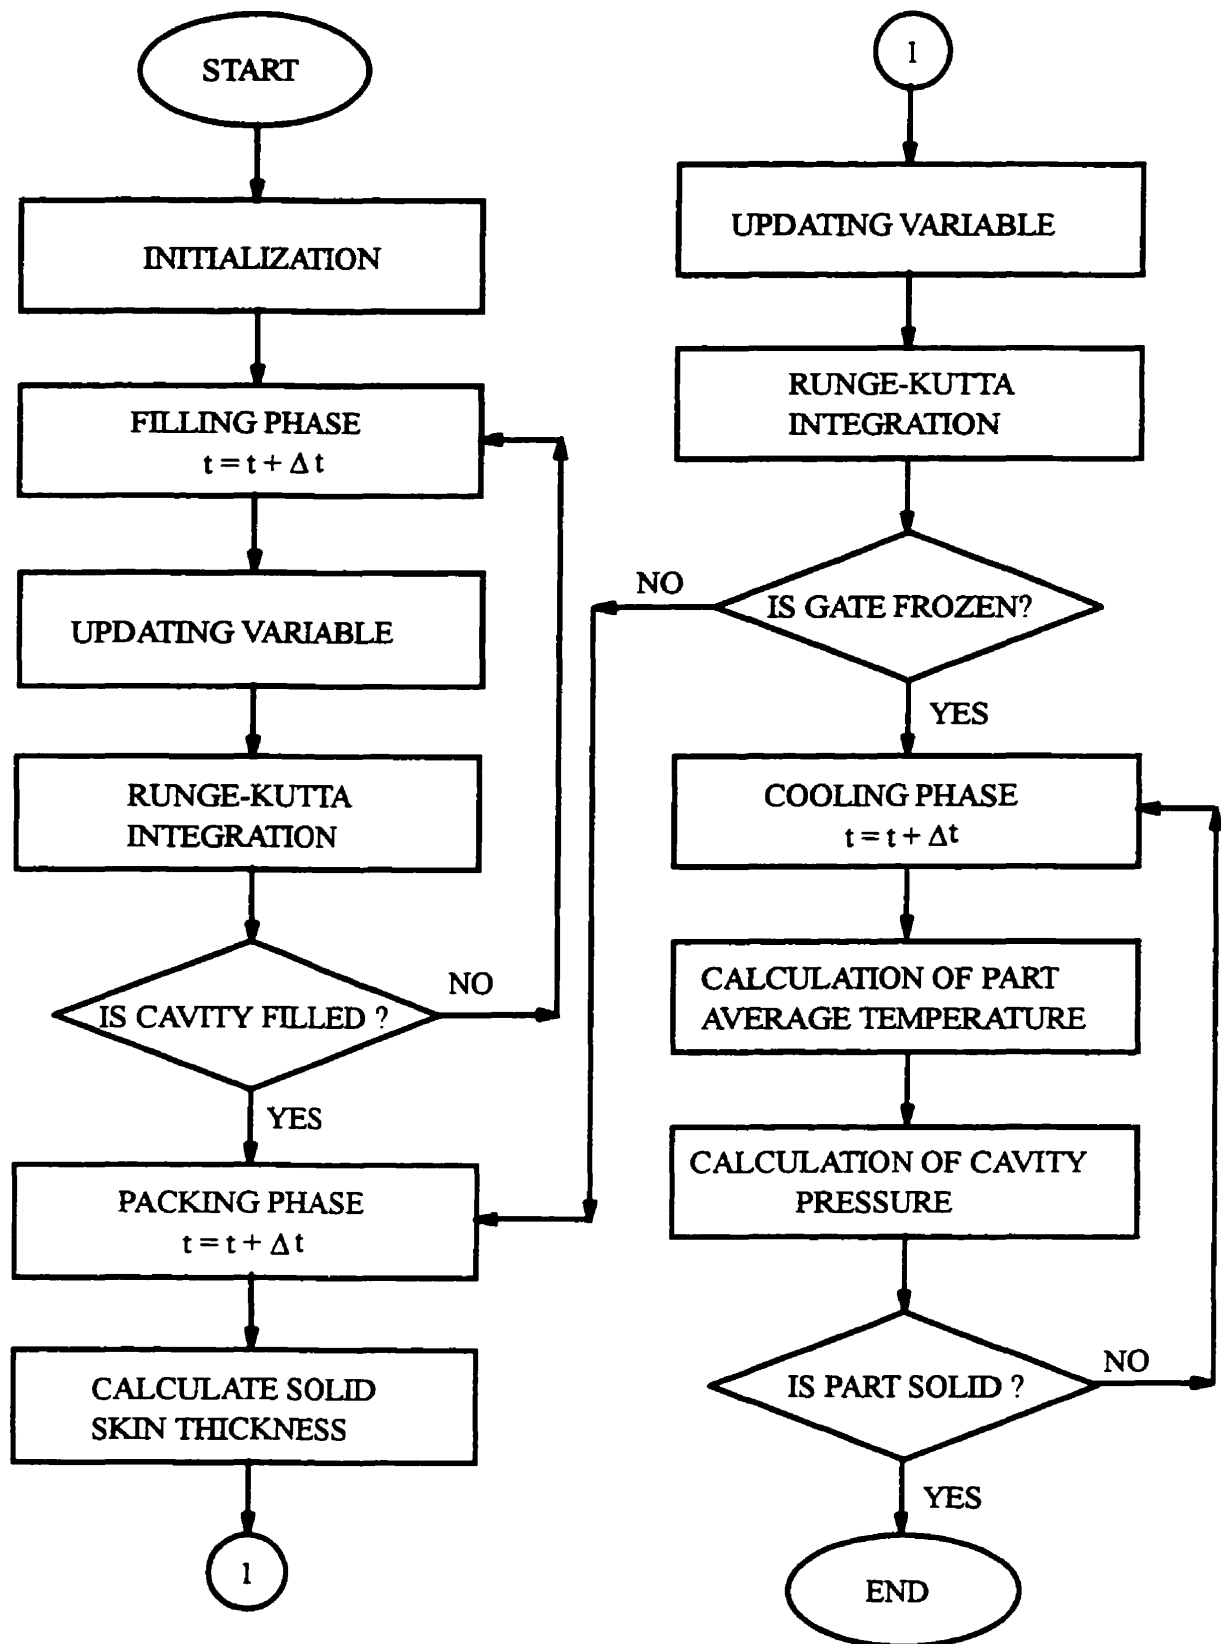 START
INITIALIZATION
FILLING PHASE
t = t + Δ t
UPDATING VARIABLE
RUNGE-KUTTA
INTEGRATION
IS CAVITY FILLED ?
NO
YES
PACKING PHASE
t = t + Δ t
CALCULATE SOLID
SKIN THICKNESS
1
1
UPDATING VARIABLE
RUNGE-KUTTA
INTEGRATION
IS GATE FROZEN?
NO
YES
COOLING PHASE
t = t + Δt
CALCULATION OF PART
AVERAGE TEMPERATURE
CALCULATION OF CAVITY
PRESSURE
IS PART SOLID ?
NO
YES
END